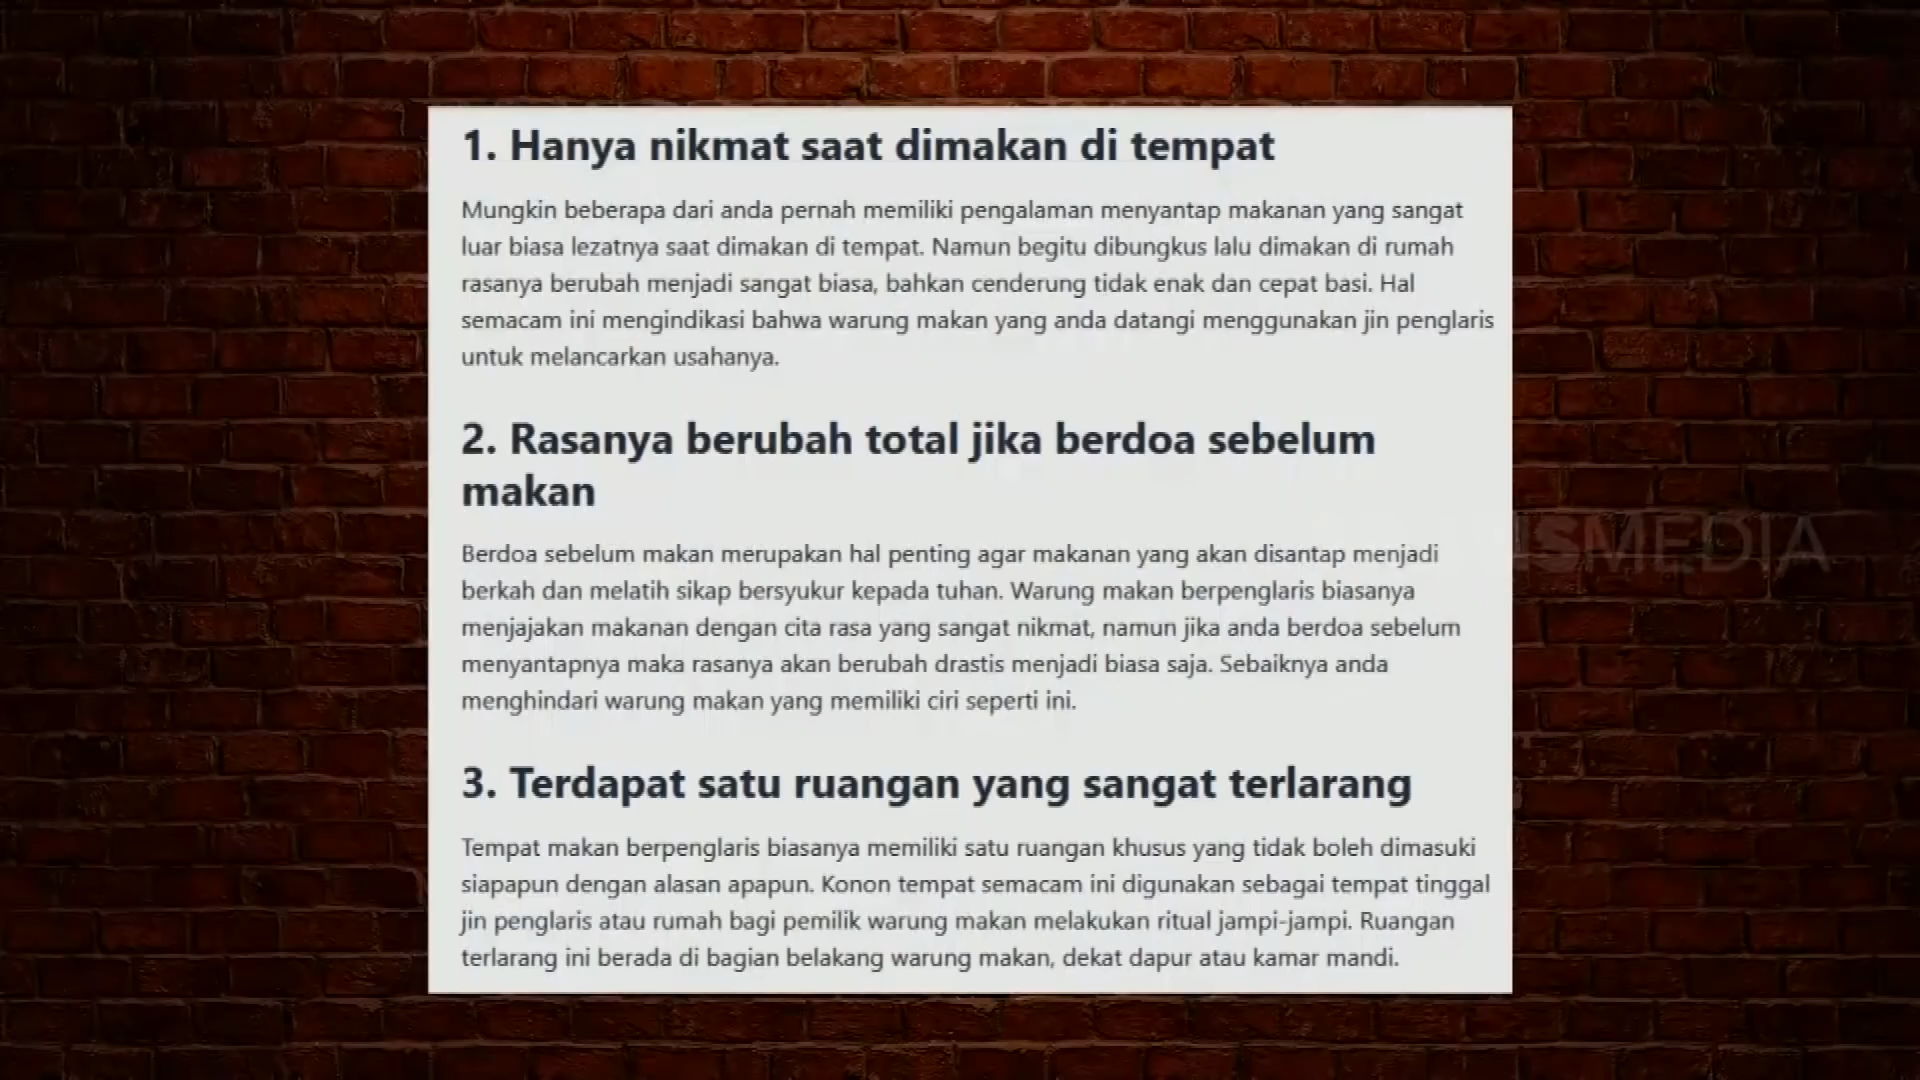 1. Hanya nikmat saat dimakan di tempat
Mungkin beberapa dari anda pernah memiliki pengalaman menyantap makanan yang sangat
luar biasa lezatnya saat dimakan di tempat. Namun begitu dibungkus lalu dimakan di rumah
rasanya berubah menjadi sangat biasa, bahkan cenderung tidak enak dan cepat basi. Hal
semacam ini mengindikasi bahwa warung makan yang anda datangi menggunakan jin penglaris
untuk melancarkan usahanya.
2. Rasanya berubah total jika berdoa sebelum
makan
Berdoa sebelum makan merupakan hal penting agar makanan yang akan disantap menjadi
berkah dan melatih sikap bersyukur kepada tuhan. Warung makan berpenglaris biasanya
menjajakan makanan dengan cita rasa yang sangat nikmat, namun jika anda berdoa sebelum
menyantapnya maka rasanya akan berubah drastis menjadi biasa saja. Sebaiknya anda
menghindari warung makan yang memiliki ciri seperti ini.
NSMEDIA
3. Terdapat satu ruangan yang sangat terlarang
Tempat makan berpenglaris biasanya memiliki satu ruangan khusus yang tidak boleh dimasuki
siapapun dengan alasan apapun. Konon tempat semacam ini digunakan sebagai tempat tinggal
jin penglaris atau rumah bagi pemilik warung makan melakukan ritual jampi-jampi. Ruangan
terlarang ini berada di bagian belakang warung makan, dekat dapur atau kamar mandi.